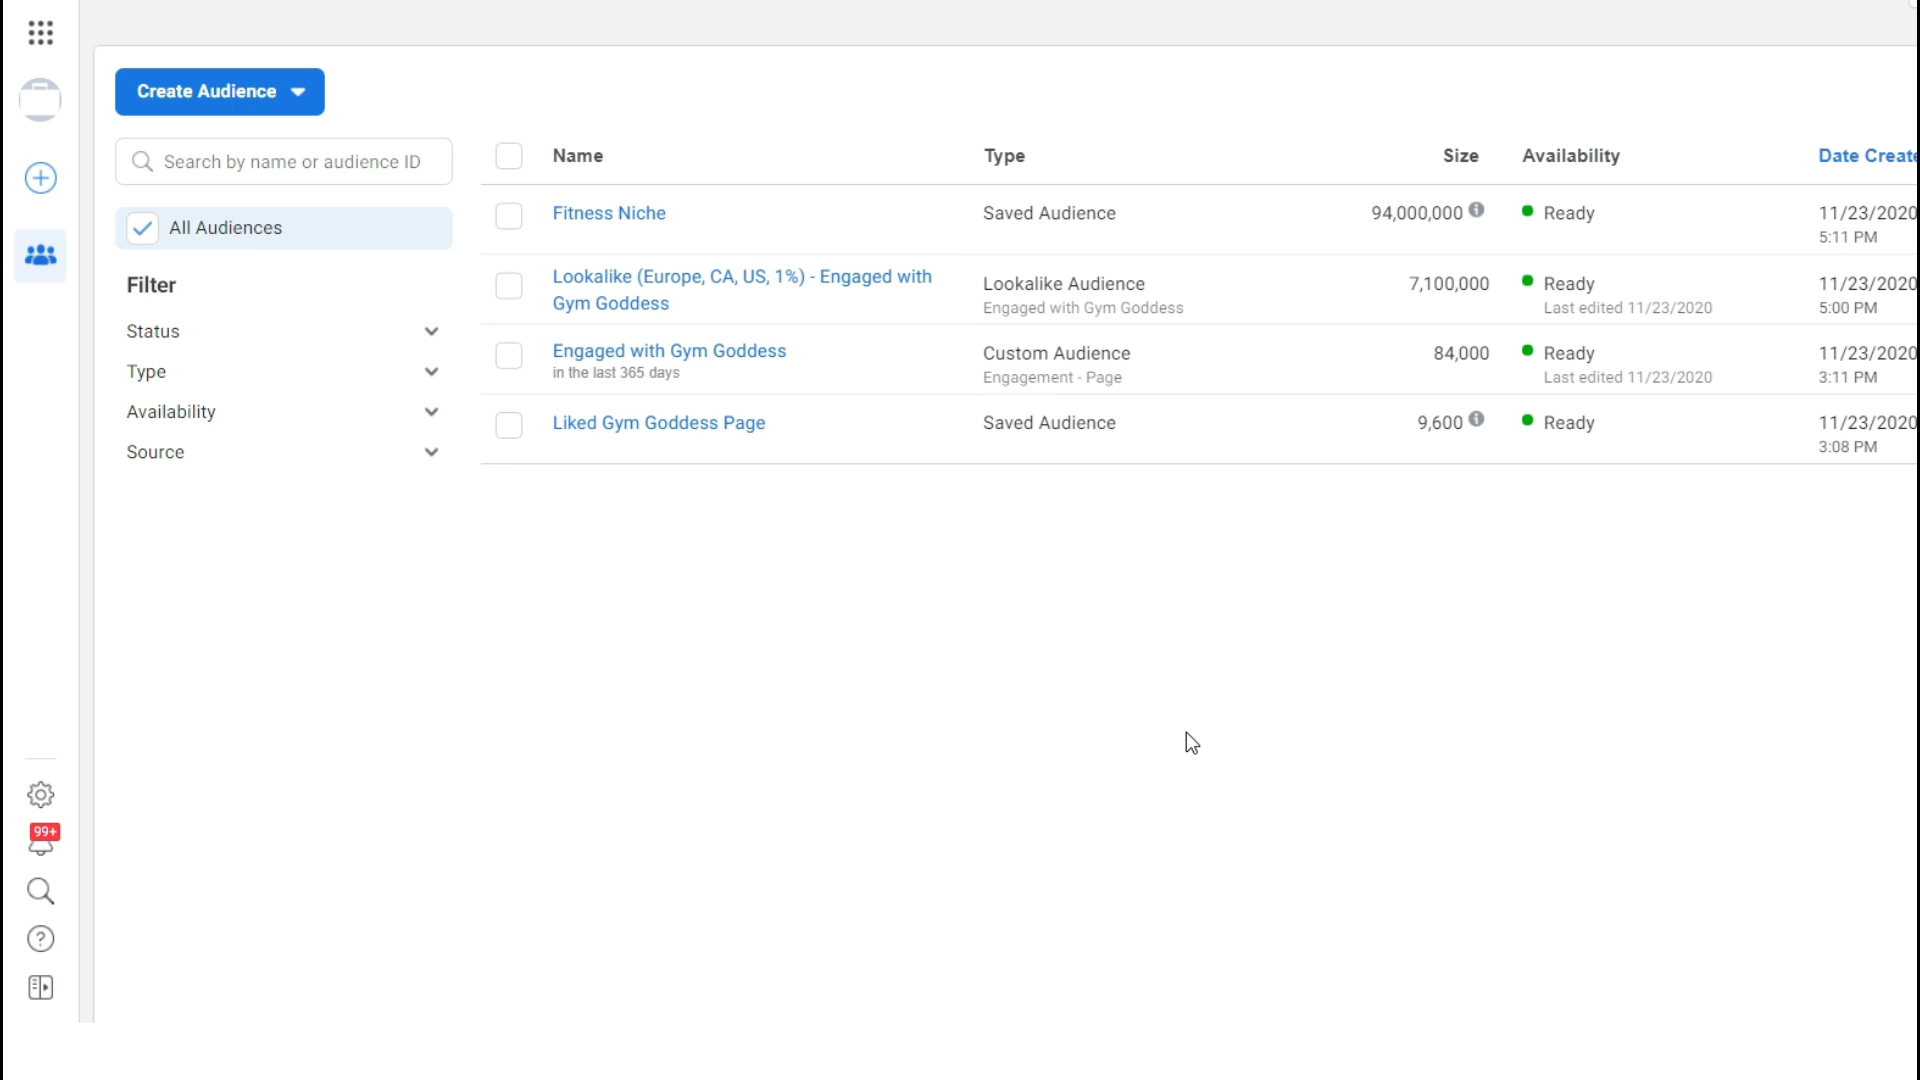 Create Audience
Search by name or audience ID
All Audiences
Filter
Status
Type
Availability
Source
Name Type Size Availability Date Create
Fitness Niche Saved Audience 94,000,000 Ready 11/23/2020
5:11 PM
Lookalike (Europe, CA, US, 1%) - Engaged with
Gym Goddess
Lookalike Audience 7,100,000 Ready 11/23/2020
Engaged with Gym Goddess Last edited 11/23/2020 5:00 PM
Engaged with Gym Goddess Custom Audience 84,000 Ready 11/23/2020
in the last 365 days Engagement - Page Last edited 11/23/2020 3:11 PM
Liked Gym Goddess Page Saved Audience 9,600 Ready 11/23/2020
3:08 PM
99+